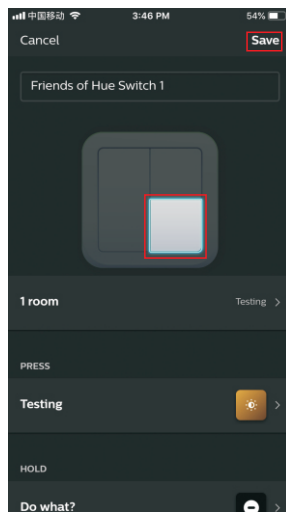 中国移动 3:46 PM 54%
Cancel Save
Friends of Hue Switch 1
1 room Testing
PRESS
Testing
HOLD
Do what?